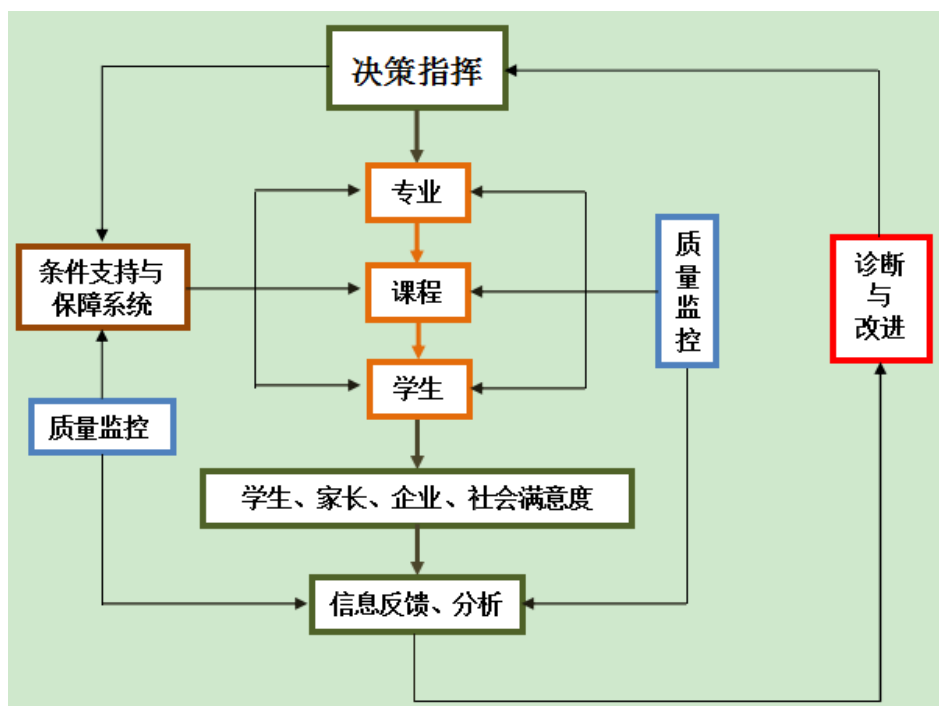 决策指挥
专业
质
量
监
控
条件支持与
保障系统
课程
诊断
与
改进
学生
质量监控
学生、家长、企业、社会满意度
信息反馈、分析